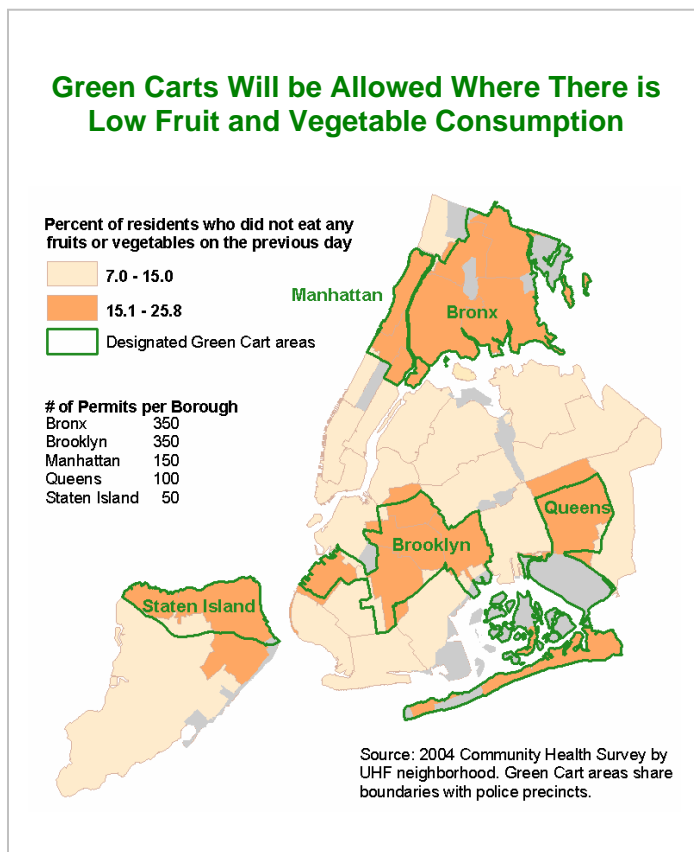 Green Carts Will be Allowed Where There is
Low Fruit and Vegetable Consumption
Percent of residents who did not eat any
fruits or vegetables on the previous day
7.0 - 15.0
15.1 - 25.8
Designated Green Cart areas
# of Permits per Borough
Bronx 350
Brooklyn 350
Manhattan 150
Queens 100
Staten Island 50
Manhattan
Bronx
Queens
Brooklyn
Staten Island
Source: 2004 Community Health Survey by
UHF neighborhood. Green Cart areas share
boundaries with police precincts.